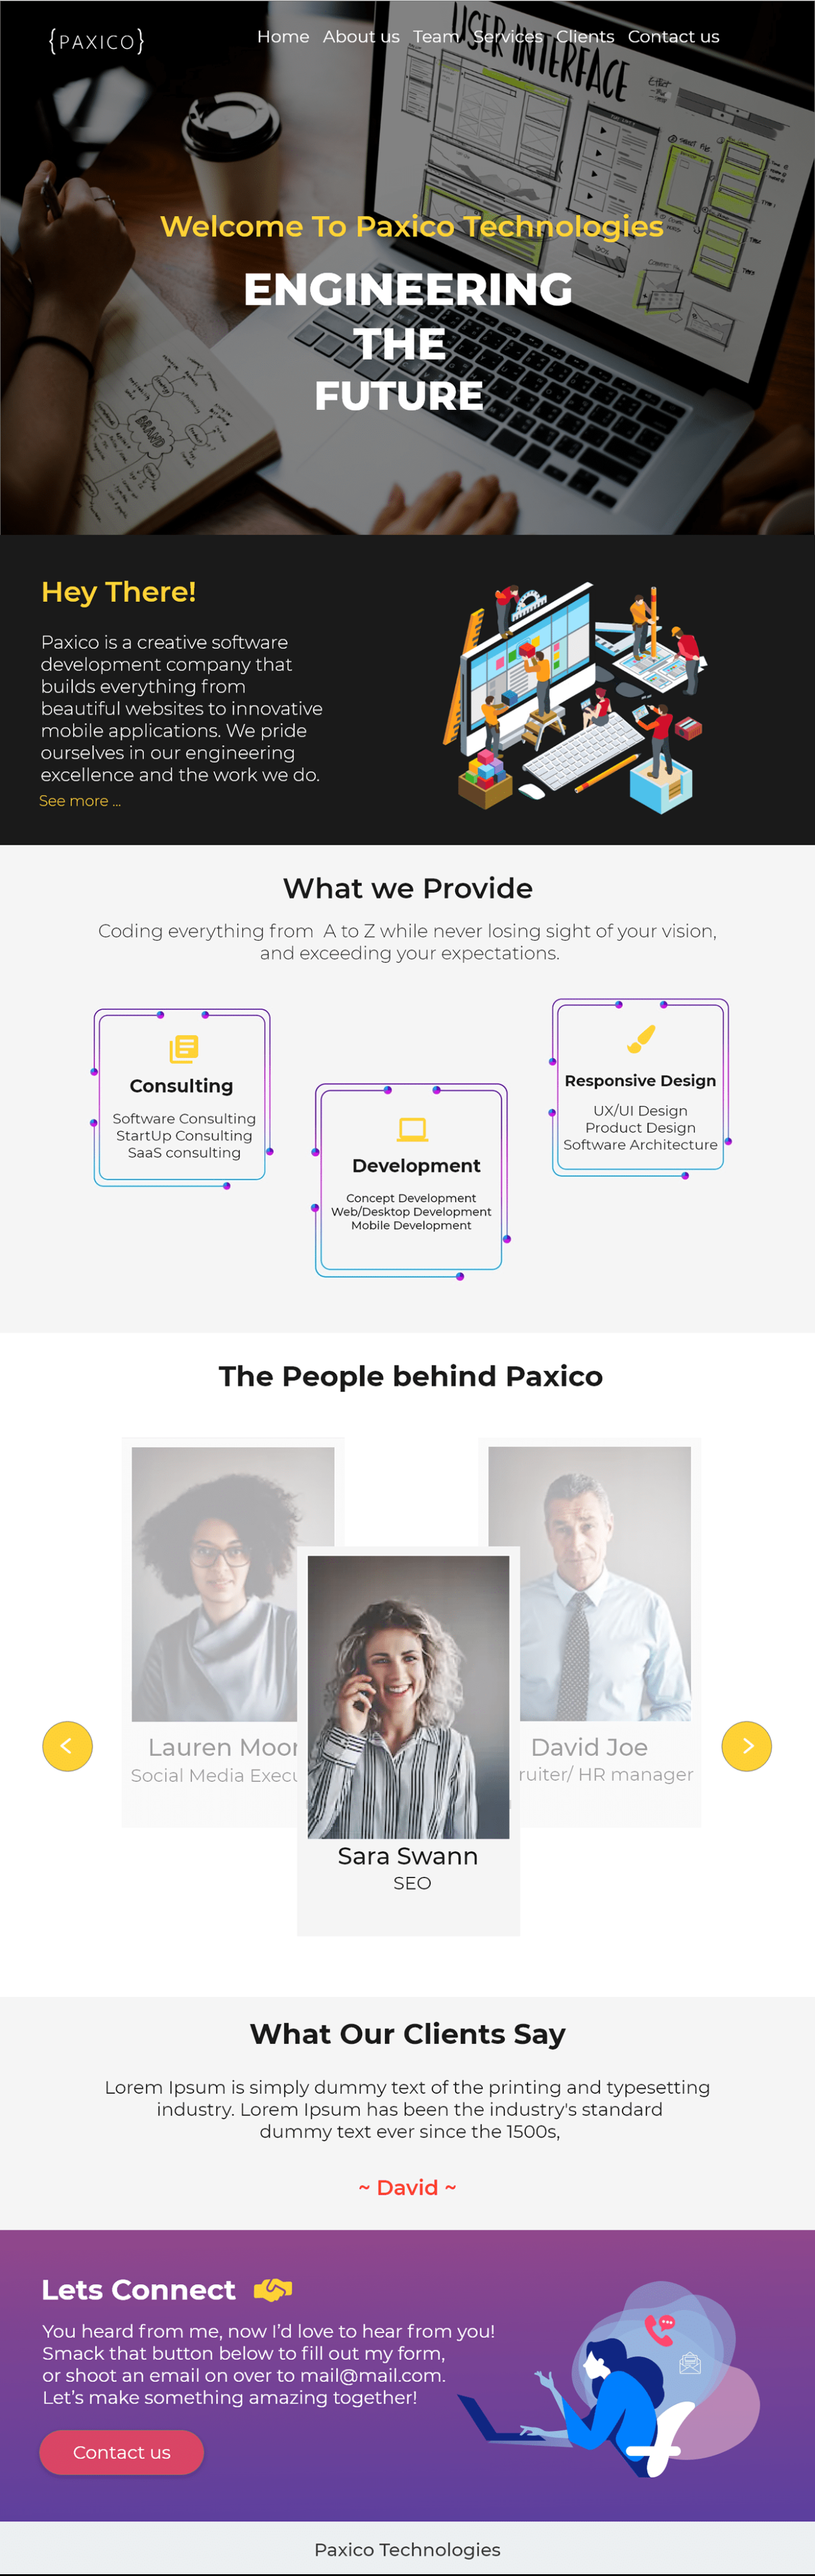 {PAXICO}
Home About us Team Services Clients Contact us
USER INTERFACE
Welcome To Paxico Technologies
ENGINEERING
THE
FUTURE
BRAND
Hey There!
Paxico is a creative software
development company that
builds everything from
beautiful websites to innovative
mobile applications. We pride
ourselves in our engineering
excellence and the work we do.
See more ...
What we Provide
Coding everything from A to Z while never losing sight of your vision,
and exceeding your expectations.
Consulting
Software Consulting
StartUp Consulting
SaaS consulting
Development
Concept Development
Web/Desktop Development
Mobile Development
Responsive Design
UX/UI Design
Product Design
Software Architecture
The People behind Paxico
Lauren Moor
Social Media Execu
Sara Swann
SEO
David Joe
ruiter/ HR manager
What Our Clients Say
Lorem Ipsum is simply dummy text of the printing and typesetting
industry. Lorem Ipsum has been the industry's standard
dummy text ever since the 1500s,
~ David ~
Lets Connect
You heard from me, now I'd love to hear from you!
Smack that button below to fill out my form,
or shoot an email on over to mail@mail.com.
Let's make something amazing together!
Contact us
Paxico Technologies